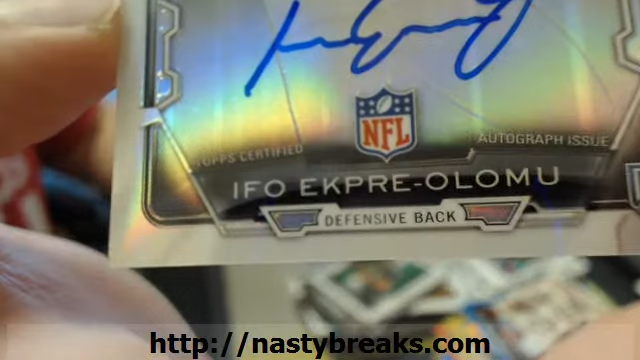 NFL
TOPPS CERTIFIED AUTOGRAPH ISSUE
IFO EKPRE-OLOMU
DEFENSIVE BACK
http://nastybreaks.com